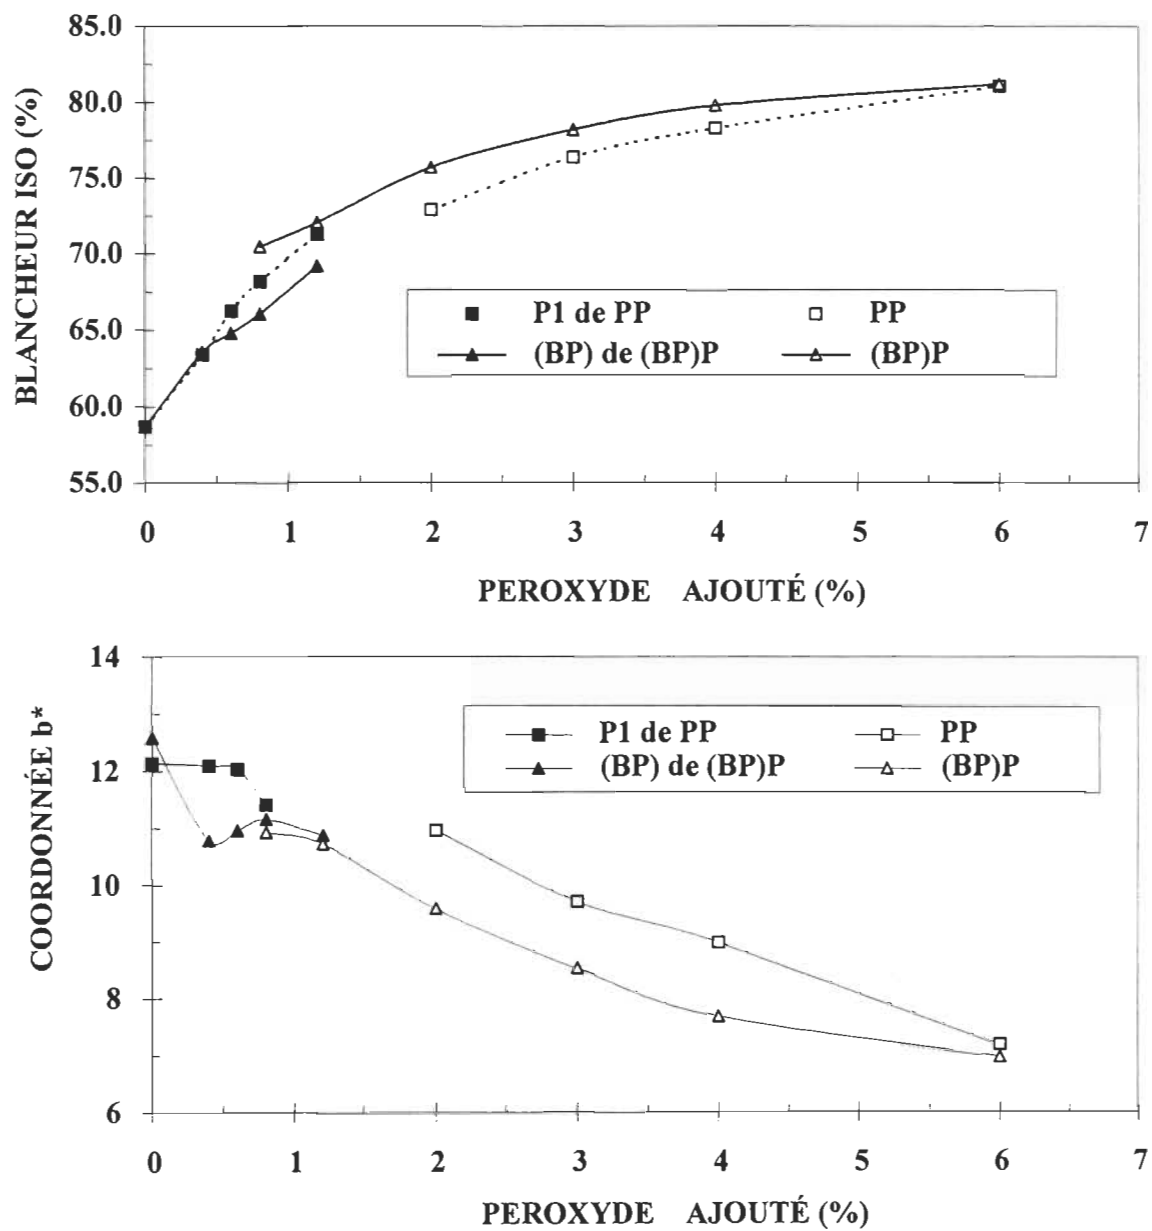 85.0
80.0
75.0
70.0
65.0
60.0
55.0
BLANCHEUR ISO (%)
P1 de PP
PP
(BP) de (BP)P
(BP)P
0 1 2 3 4 5 6 7
PEROXYDE AJOUTÉ (%)
14
12
10
8
6
COORDONNÉE b*
P1 de PP
PP
(BP) de (BP)P
(BP)P
0 1 2 3 4 5 6 7
PEROXYDE AJOUTÉ (%)